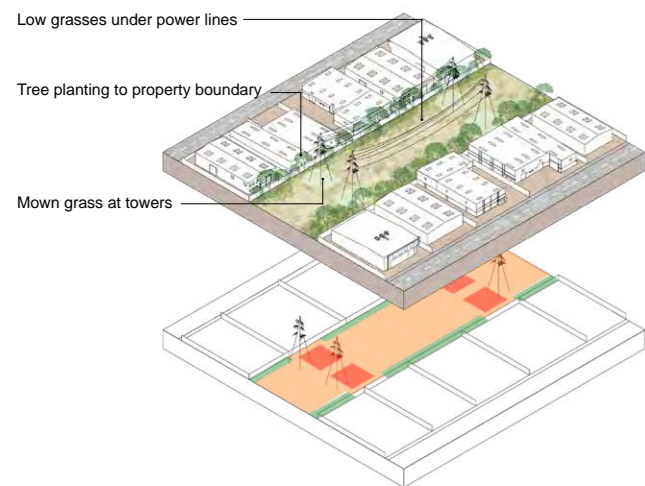 Low grasses under power lines
Tree planting to property boundary
Mown grass at towers